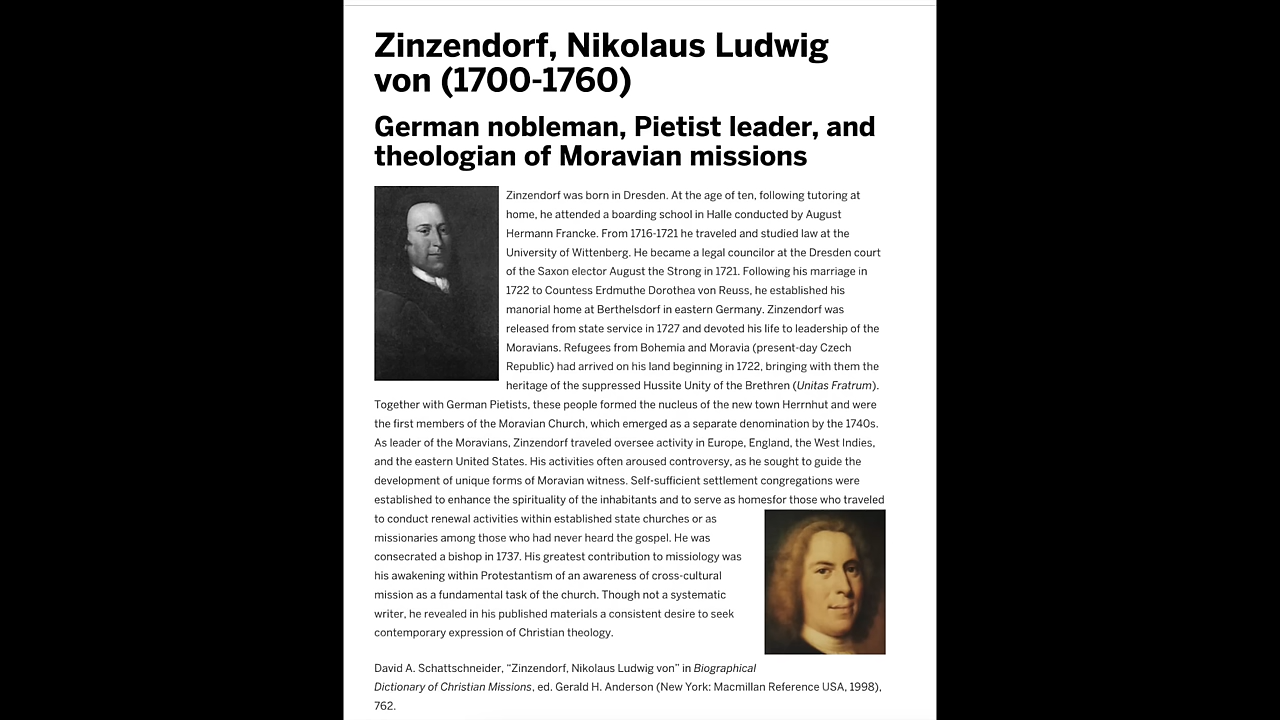 Zinzendorf, Nikolaus Ludwig
von (1700-1760)
German nobleman, Pietist leader, and
theologian of Moravian missions
Zinzendorf was born in Dresden. At the age of ten, following tutoring at
home, he attended a boarding school in Halle conducted by August
Hermann Francke. From 1716-1721 he traveled and studied law at the
University of Wittenberg. He became a legal councilor at the Dresden court
of the Saxon elector August the Strong in 1721. Following his marriage in
1722 to Countess Erdmuthe Dorothea von Reuss, he established his
manorial home at Berthelsdorf in eastern Germany. Zinzendorf was
released from state service in 1727 and devoted his life to leadership of the
Moravians. Refugees from Bohemia and Moravia (present-day Czech
Republic) had arrived on his land beginning in 1722, bringing with them the
heritage of the suppressed Hussite Unity of the Brethren (Unitas Fratrum).
Together with German Pietists, these people formed the nucleus of the new town Herrnhut and were
the first members of the Moravian Church, which emerged as a separate denomination by the 1740s.
As leader of the Moravians, Zinzendorf traveled oversee activity in Europe, England, the West Indies,
and the eastern United States. His activities often aroused controversy, as he sought to guide the
development of unique forms of Moravian witness. Self-sufficient settlement congregations were
established to enhance the spirituality of the inhabitants and to serve as homesfor those who traveled
to conduct renewal activities within established state churches or as
missionaries among those who had never heard the gospel. He was
consecrated a bishop in 1737. His greatest contribution to missiology was
his awakening within Protestantism of an awareness of cross-cultural
mission as a fundamental task of the church. Though not a systematic
writer, he revealed in his published materials a consistent desire to seek
contemporary expression of Christian theology.
David A. Schattschneider, “Zinzendorf, Nikolaus Ludwig von” in Biographical
Dictionary of Christian Missions, ed. Gerald H. Anderson (New York: Macmillan Reference USA, 1998),
762.